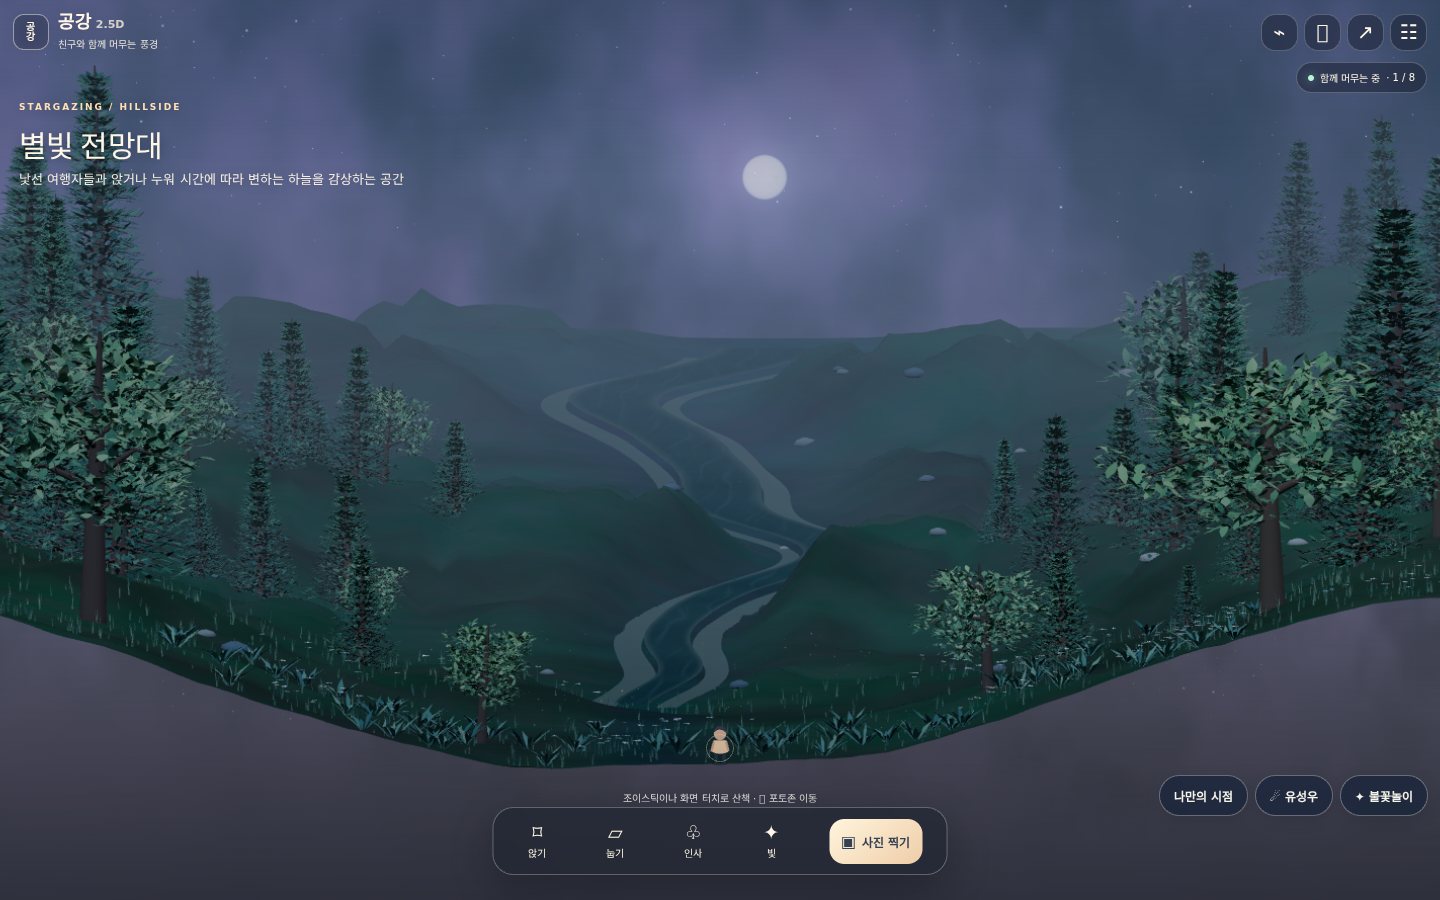 공강
공강 2.5D
친구와 함께 머무는 풍경
함께 머무는 중 · 1 / 8
STARGAZING / HILLSIDE
별빛 전망대
낯선 여행자들과 앉거나 누워 시간에 따라 변하는 하늘을 감상하는 공간
나만의 시점
유성우
불꽃놀이
조이스틱이나 화면 터치로 산책 · 포토존 이동
앉기
눕기
인사
빛
사진 찍기